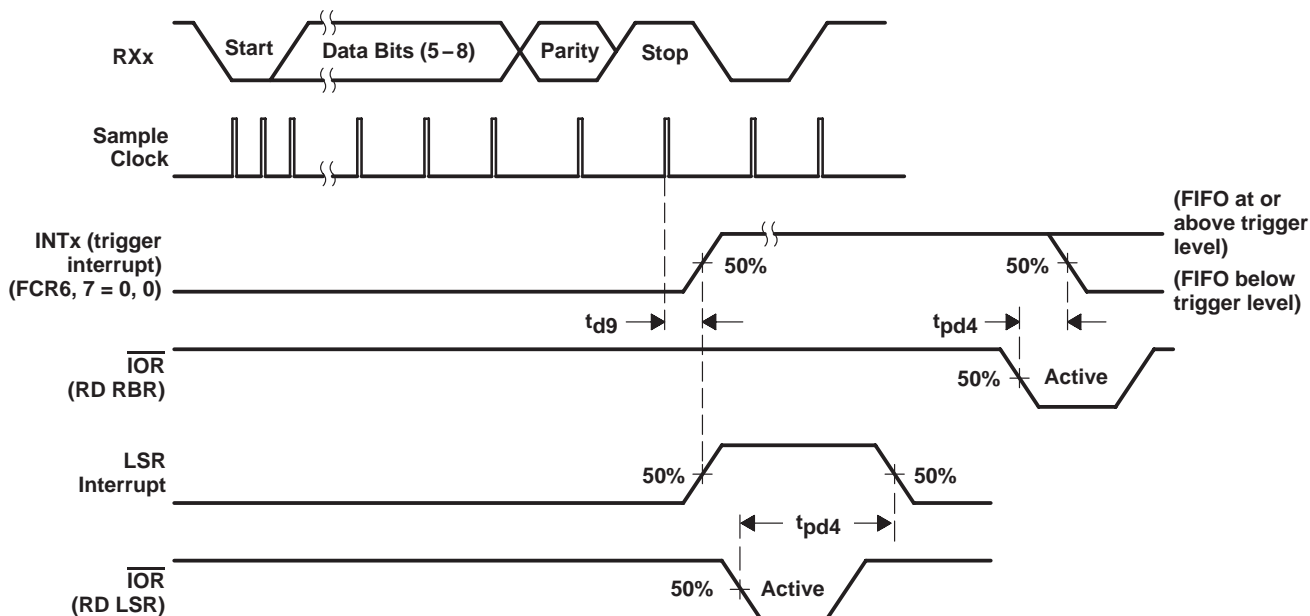 RXx
Start
Data Bits (5–8)
Parity
Stop
Sample
Clock
INTx (trigger
interrupt)
(FCR6, 7 = 0, 0)
50%
50%
(FIFO at or
above trigger
level)
(FIFO below
trigger level)
td9
tpd4
IOR
(RD RBR)
50%
Active
LSR
Interrupt
50%
50%
tpd4
IOR
(RD LSR)
50%
Active